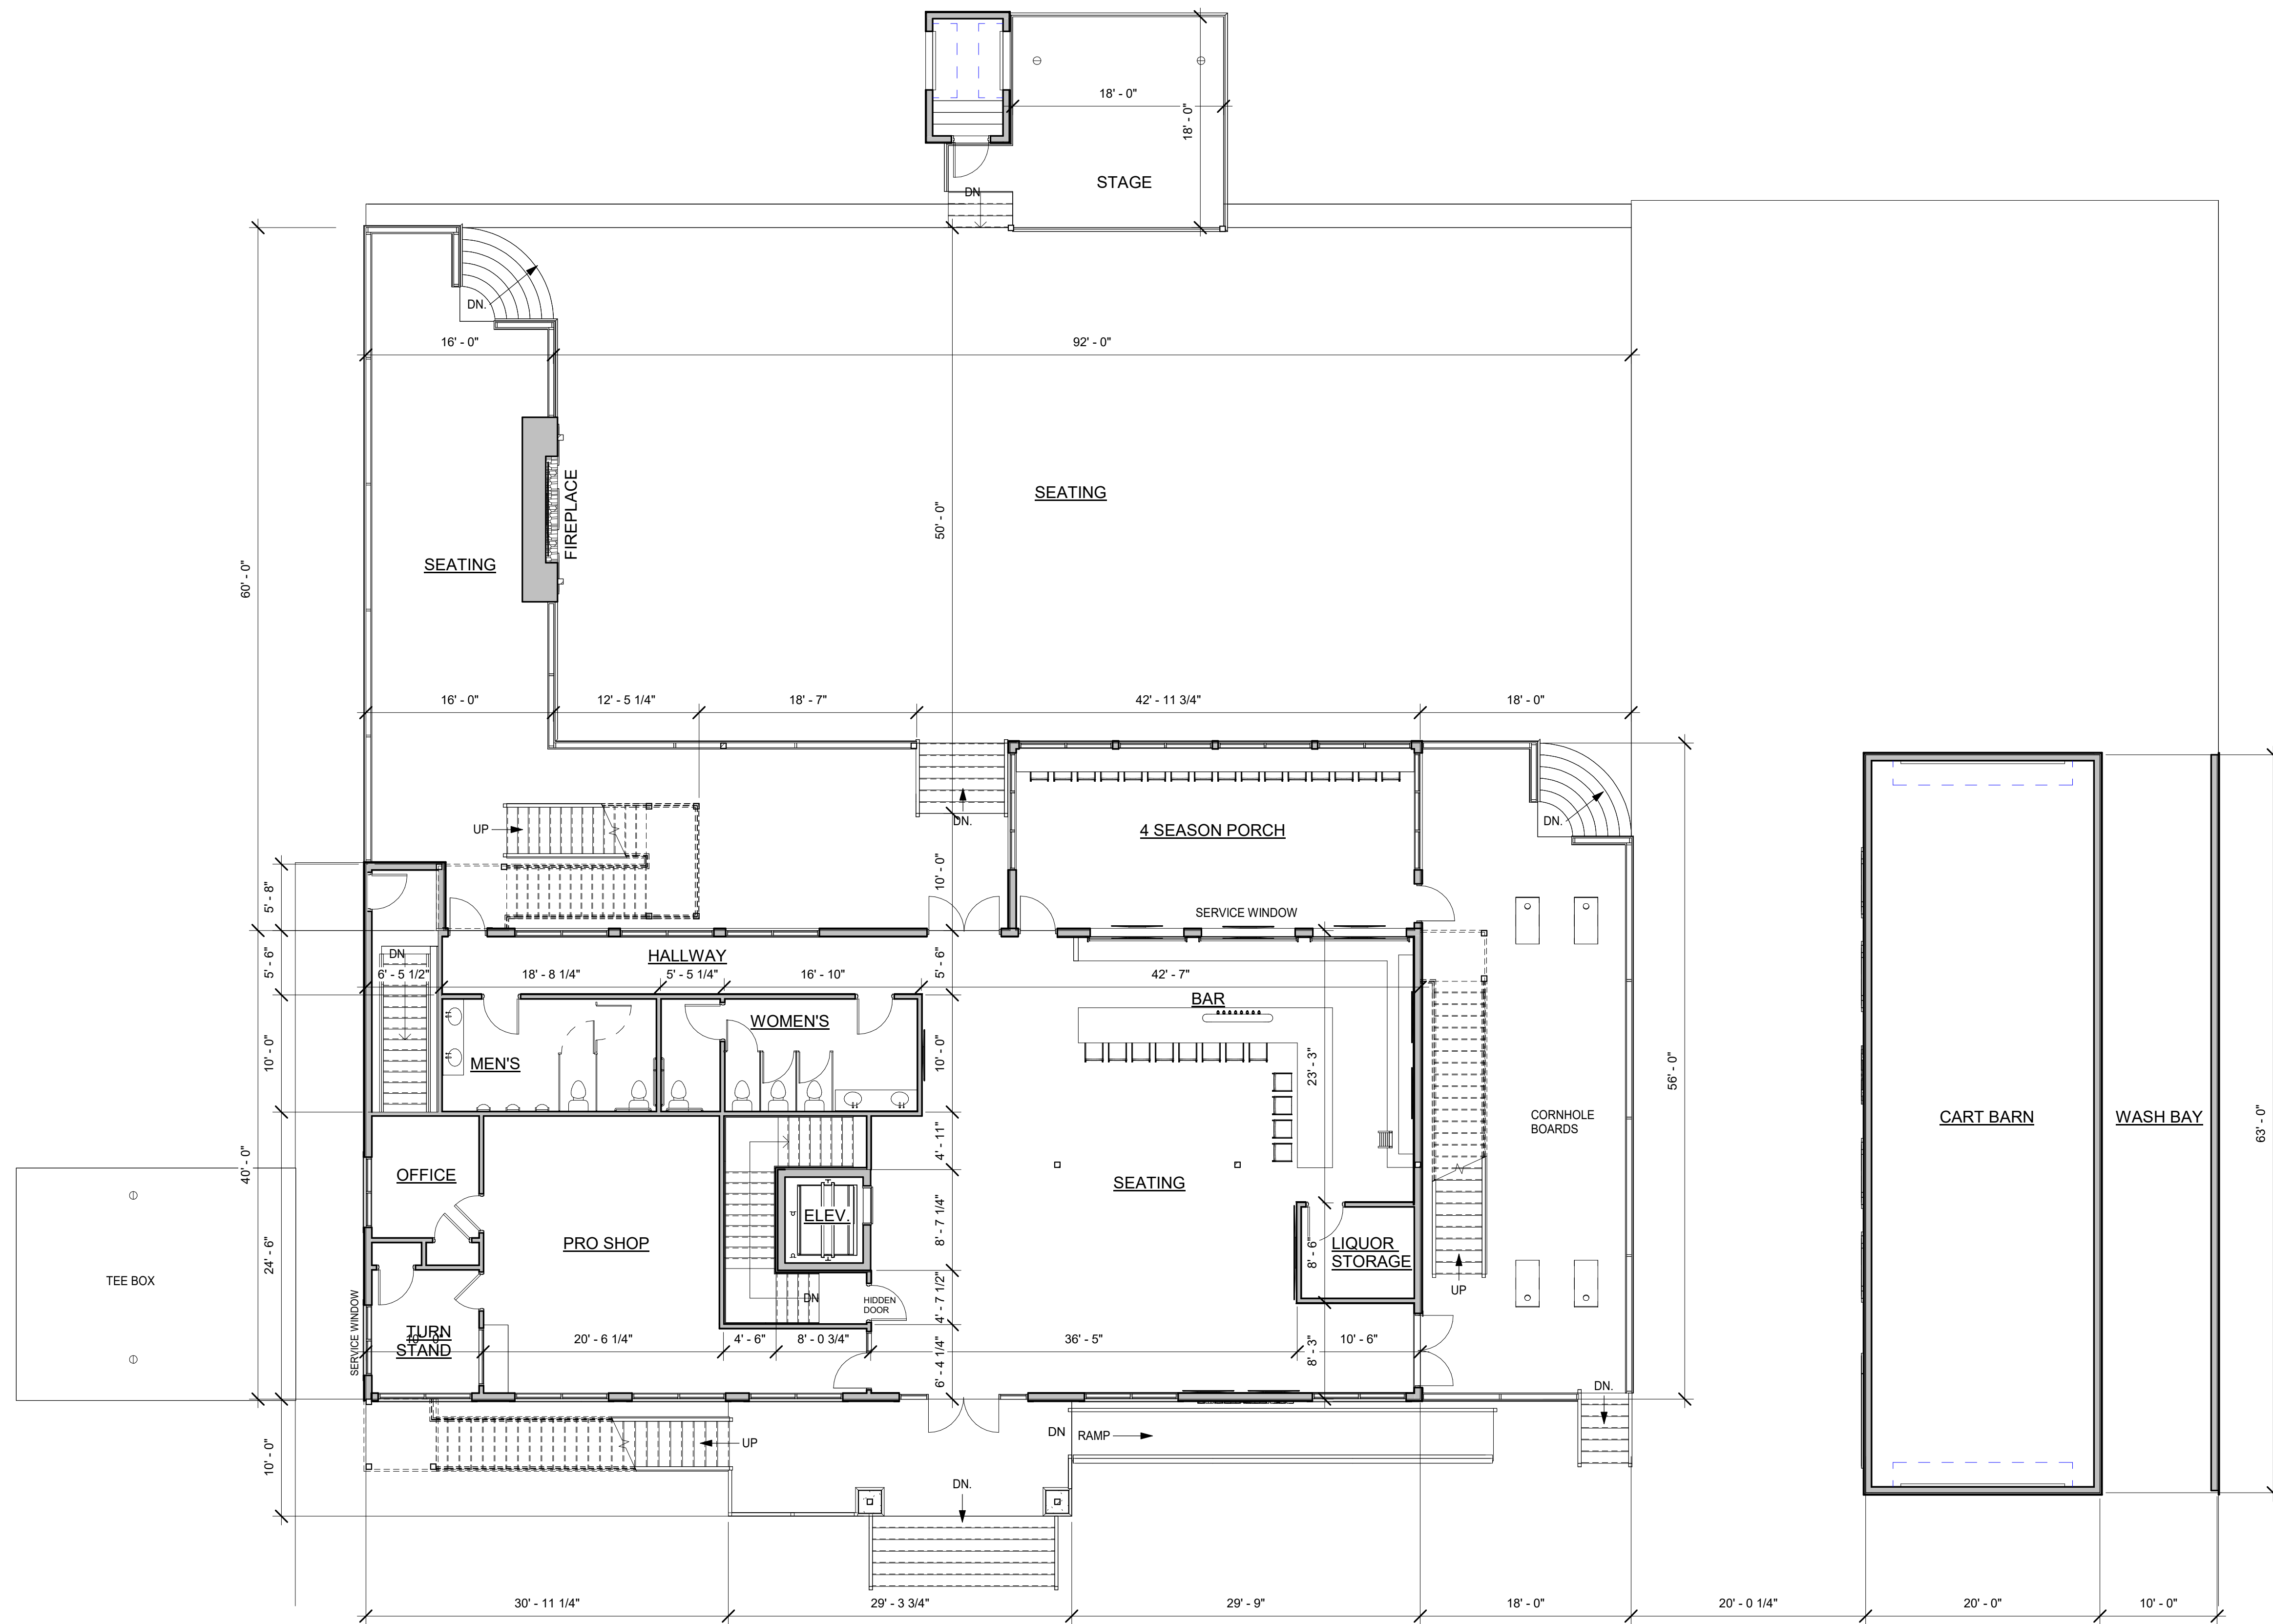 18' - 0"
18' - 0"
STAGE
DN
DN.
16' - 0"
92' - 0"
SEATING
FIREPLACE
50' - 0"
SEATING
60' - 0"
16' - 0"
12' - 5 1/4"
18' - 7"
42' - 11 3/4"
18' - 0"
UP
DN.
4 SEASON PORCH
DN.
5' - 8"
10' - 0"
SERVICE WINDOW
DN
HALLWAY
5' - 6"
5' - 6"
6' - 5 1/2"
18' - 8 1/4"
5' - 5 1/4"
16' - 10"
42' - 7"
BAR
WOMEN'S
MEN'S
10' - 0"
10' - 0"
23' - 3"
56' - 0"
CORNHOLE
BOARDS
CART BARN
WASH BAY
63' - 0"
40' - 0"
4' - 11"
OFFICE
SEATING
ELEV.
8' - 7 1/4"
PRO SHOP
LIQUOR
STORAGE
8' - 6"
24' - 6"
TEE BOX
UP
DN
HIDDEN
DOOR
4' - 7 1/2"
SERVICE WINDOW
TURN
STAND
10' - 0"
20' - 6 1/4"
4' - 6"
8' - 0 3/4"
36' - 5"
10' - 6"
6' - 4 1/4"
8' - 3"
DN.
UP
DN
RAMP
10' - 0"
DN.
30' - 11 1/4"
29' - 3 3/4"
29' - 9"
18' - 0"
20' - 0 1/4"
20' - 0"
10' - 0"